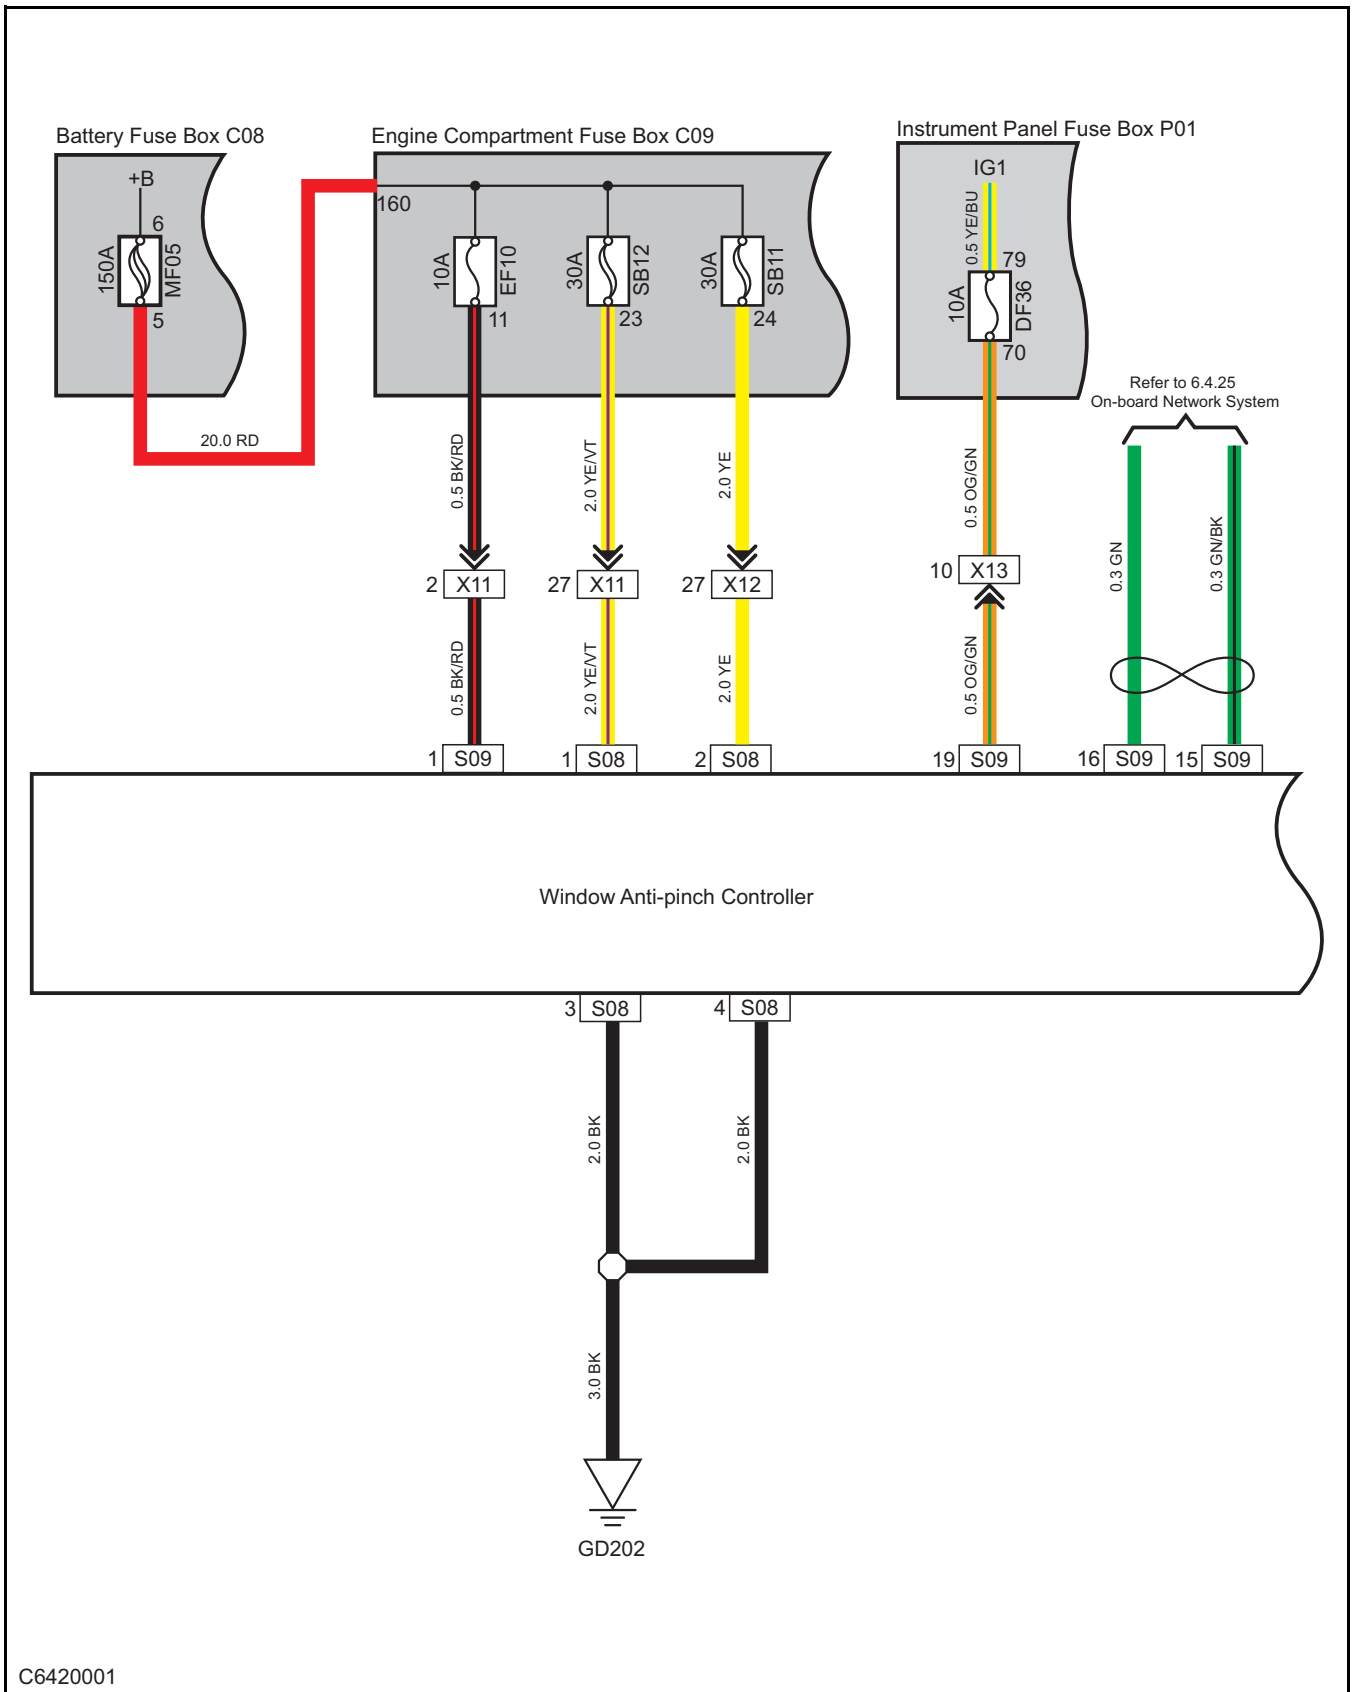 Battery Fuse Box C08
Engine Compartment Fuse Box C09
Instrument Panel Fuse Box P01
+B
6
150A
MF05
5
20.0 RD
160
10A
EF10
11
30A
SB12
23
30A
SB11
24
IG1
0.5 YE/BU
79
10A
DF36
70
Refer to 6.4.25
On-board Network System
0.5 BK/RD
2.0 YE/VT
2.0 YE
0.5 OG/GN
0.3 GN
0.3 GN/BK
2 X11
27 X11
27 X12
10 X13
0.5 BK/RD
2.0 YE/VT
2.0 YE
0.5 OG/GN
1 S09
1 S08
2 S08
19 S09
16 S09
15 S09
Window Anti-pinch Controller
3 S08
4 S08
2.0 BK
2.0 BK
3.0 BK
GD202
C6420001